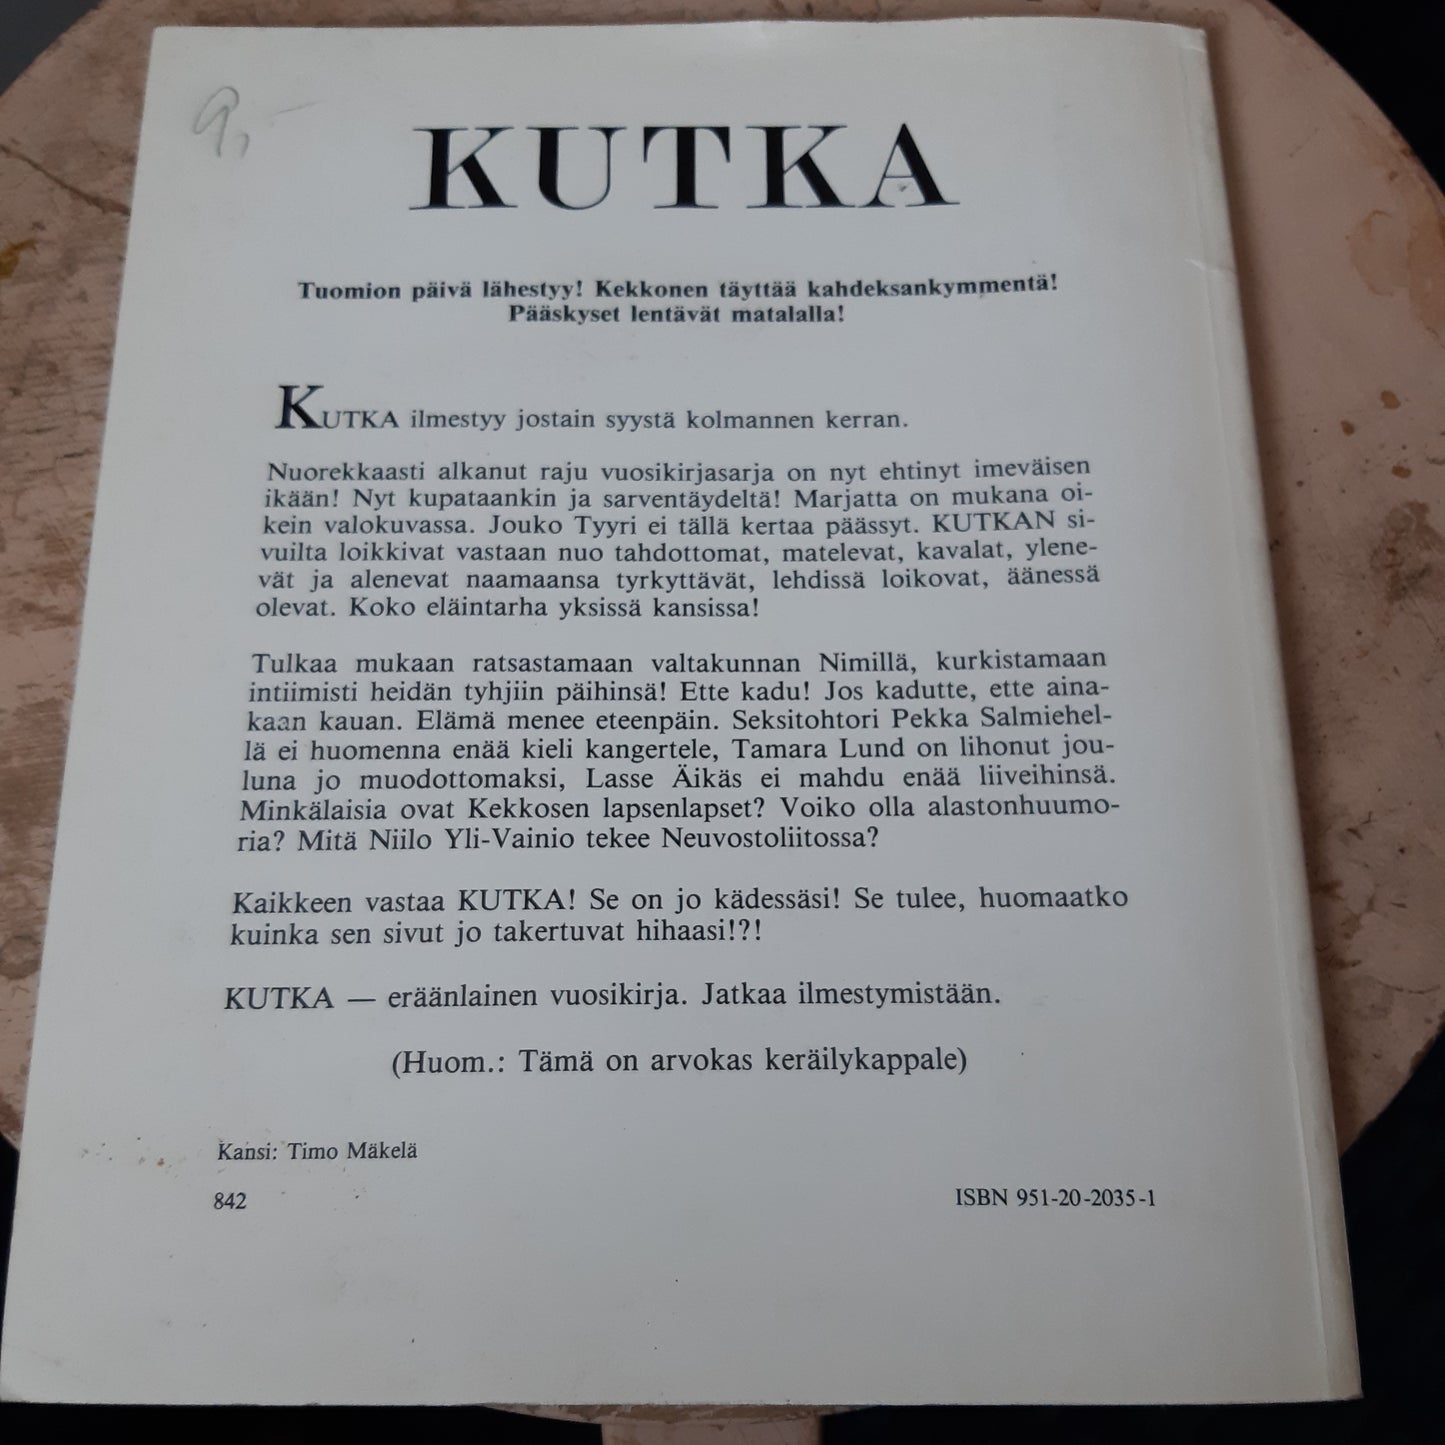 9,-
KUTKA
Tuomion päivä lähestyy! Kekkonen täyttää kahdeksankymmentä!
Pääskyset lentävät matalalla!
KUTKA ilmestyy jostain syystä kolmannen kerran.
Nuorekkaasti alkanut raju vuosikirjasarja on nyt ehtinyt imeväisen
ikään! Nyt kupataankin ja sarventäydeltä! Marjatta on mukana oi-
kein valokuvassa. Jouko Tyyri ei tällä kertaa päässyt. KUTKAN si-
vuilta loikkivat vastaan nuo tahdottomat, matelevat, kavalat, ylene-
vät ja alenevat naamaansa tyrkyttävät, lehdissä loikovat, äänessä
olevat. Koko eläintarha yksissä kansissa!
Tulkaa mukaan ratsastamaan valtakunnan Nimillä, kurkistamaan
intiimisti heidän tyhjiin päihinsä! Ette kadu! Jos kadutte, ette aina-
kaan kauan. Elämä menee eteenpäin. Seksitohtori Pekka Salmiehel-
lä ei huomenna enää kieli kangertele, Tamara Lund on lihonut jou-
luna jo muodottomaksi, Lasse Äikäs ei mahdu enää liiveihinsä.
Minkälaisia ovat Kekkosen lapsenlapset? Voiko olla alastonhuumo-
ria? Mitä Niilo Yli-Vainio tekee Neuvostoliitossa?
Kaikkeen vastaa KUTKA! Se on jo kädessäsi! Se tulee, huomaatko
kuinka sen sivut jo takertuvat hihaasi!?!
KUTKA — eräänlainen vuosikirja. Jatkaa ilmestymistään.
(Huom.: Tämä on arvokas keräilykappale)
Kansi: Timo Mäkelä
842
ISBN 951-20-2035-1